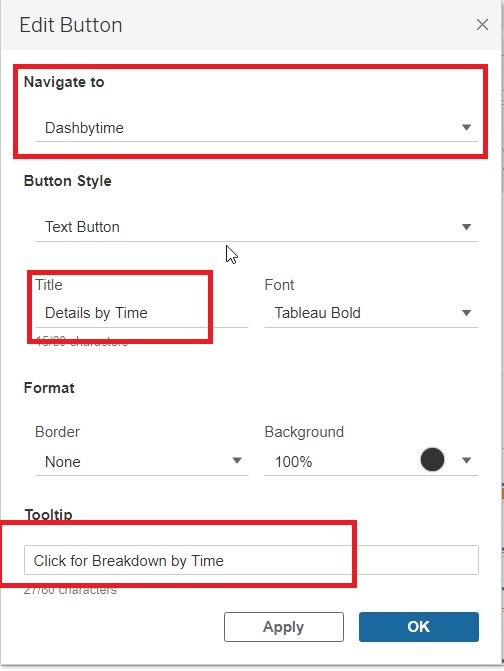 Edit Button
Navigate to
Dashbytime
Button Style
Text Button
Title Font
Details by Time Tableau Bold
15/80 characters
Format
Border Background
None 100%
Tooltip
Click for Breakdown by Time
27/80 characters
Apply OK